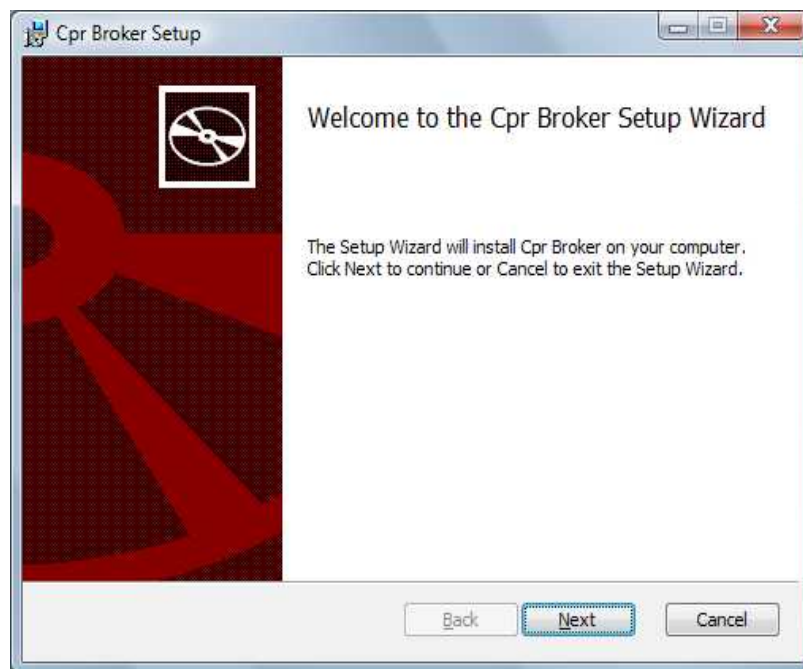 Cpr Broker Setup
Welcome to the Cpr Broker Setup Wizard
The Setup Wizard will install Cpr Broker on your computer.
Click Next to continue or Cancel to exit the Setup Wizard.
Back
Next
Cancel